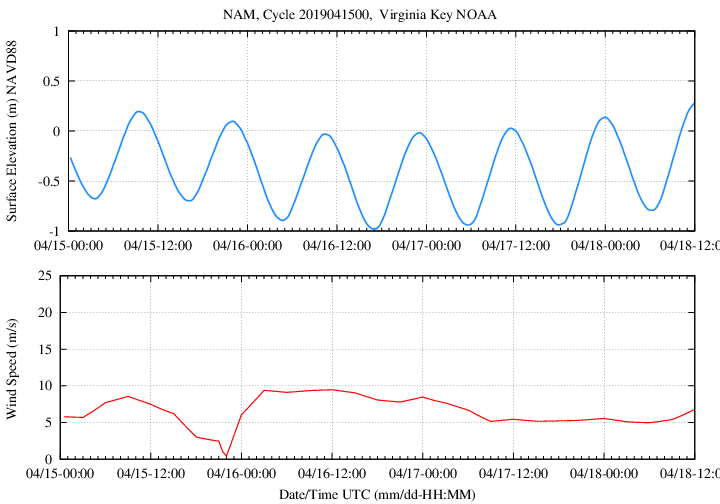 NAM, Cycle 2019041500, Virginia Key NOAA
Surface Elevation (m) NAVD88
1
0.5
0
-0.5
-1
04/15-00:00 04/15-12:00 04/16-00:00 04/16-12:00 04/17-00:00 04/17-12:00 04/18-00:00 04/18-12:0
Wind Speed (m/s)
25
20
15
10
5
0
04/15-00:00 04/15-12:00 04/16-00:00 04/16-12:00 04/17-00:00 04/17-12:00 04/18-00:00 04/18-12:0
Date/Time UTC (mm/dd-HH:MM)